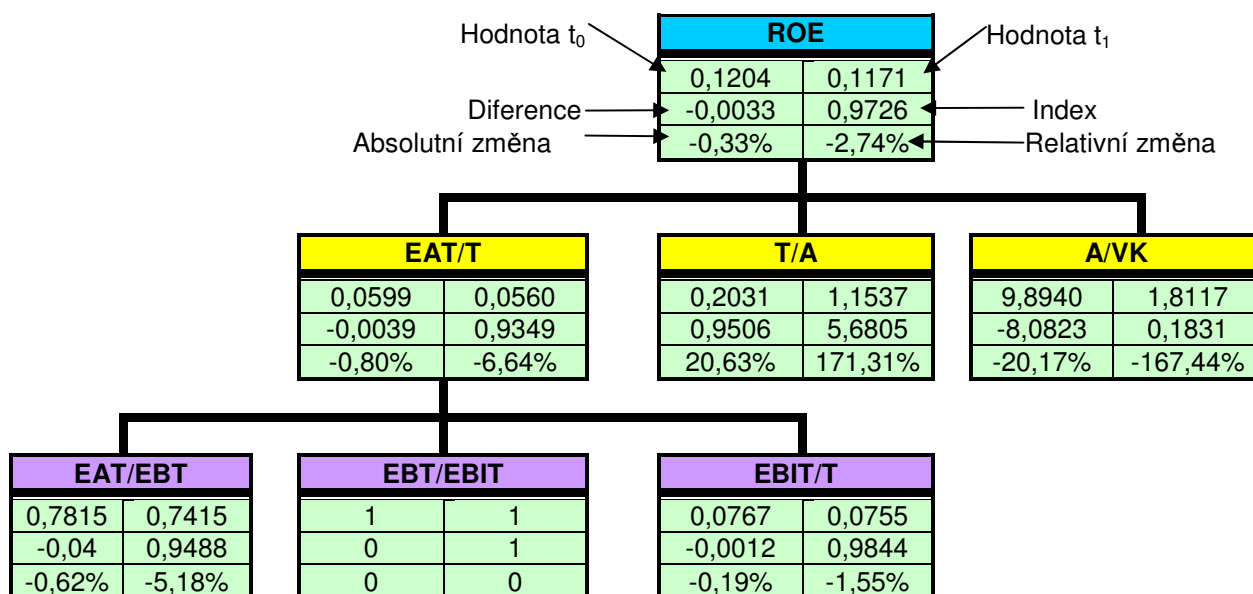 ROE
Hodnota t₀
Hodnota t₁
0,1204 0,1171
Diference -0,0033 0,9726 Index
Absolutní změna -0,33% -2,74% Relativní změna
EAT/T T/A A/VK
0,0599 0,0560 0,2031 1,1537 9,8940 1,8117
-0,0039 0,9349 0,9506 5,6805 -8,0823 0,1831
-0,80% -6,64% 20,63% 171,31% -20,17% -167,44%
EAT/EBT EBT/EBIT EBIT/T
0,7815 0,7415 1 1 0,0767 0,0755
-0,04 0,9488 0 1 -0,0012 0,9844
-0,62% -5,18% 0 0 -0,19% -1,55%